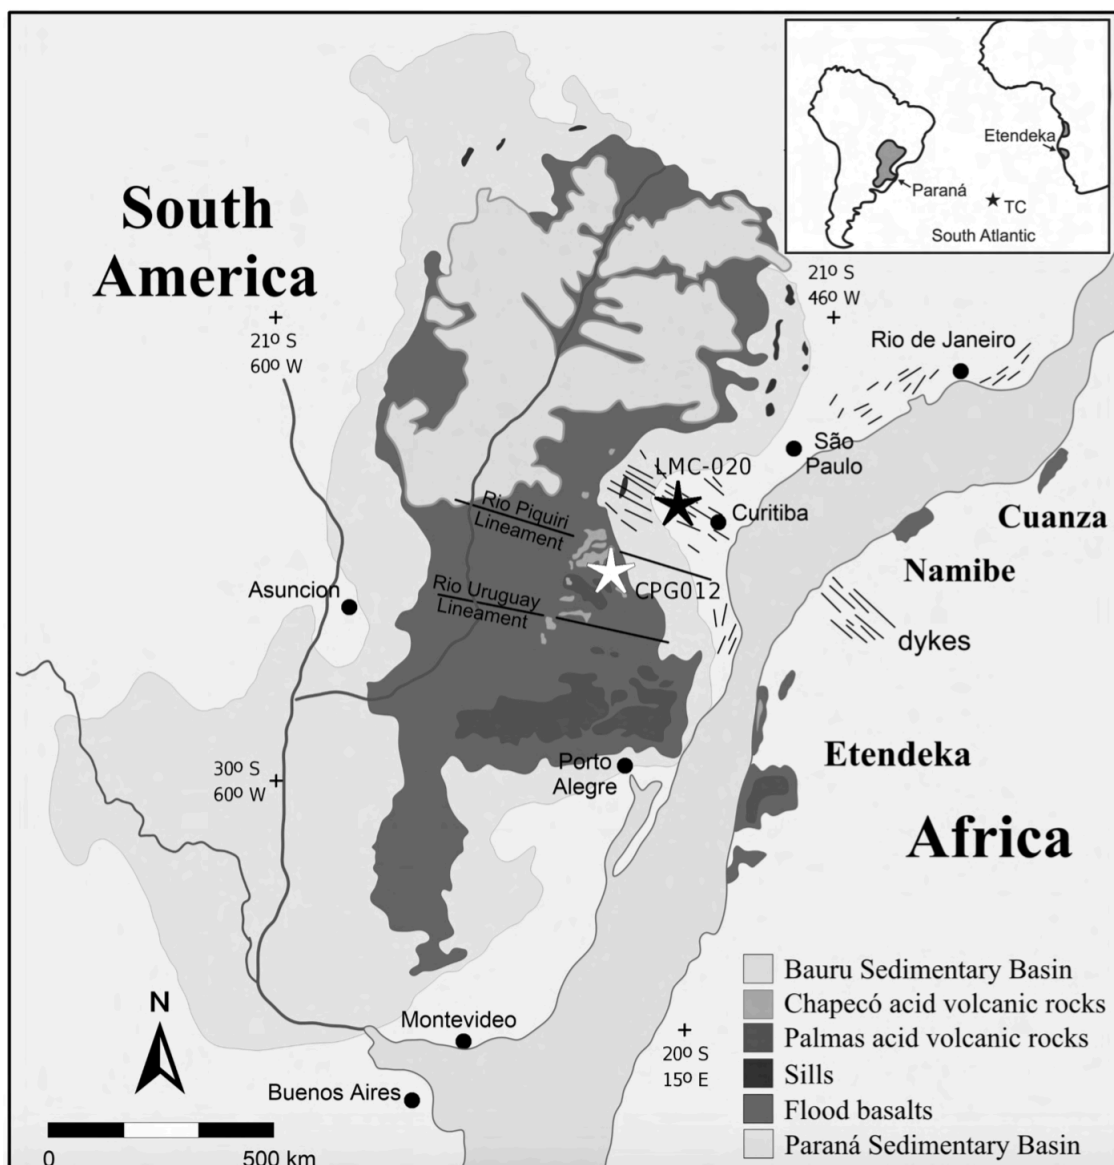 South
America
21º S
60º W
Etendeka
Paraná
TC
South Atlantic
21º S
46º W
Rio de Janeiro
São
Paulo
LMC-020
Curitiba
Cuanza
Rio Piquiri
Lineament
Namibe
CPG012
Asuncion
Rio Uruguay
Lineament
dykes
Etendeka
Porto
Alegre
30º S
60º W
Africa
N
Montevideo
20º S
15º E
Buenos Aires
0
500 km
Bauru Sedimentary Basin
Chapecó acid volcanic rocks
Palmas acid volcanic rocks
Sills
Flood basalts
Paraná Sedimentary Basin